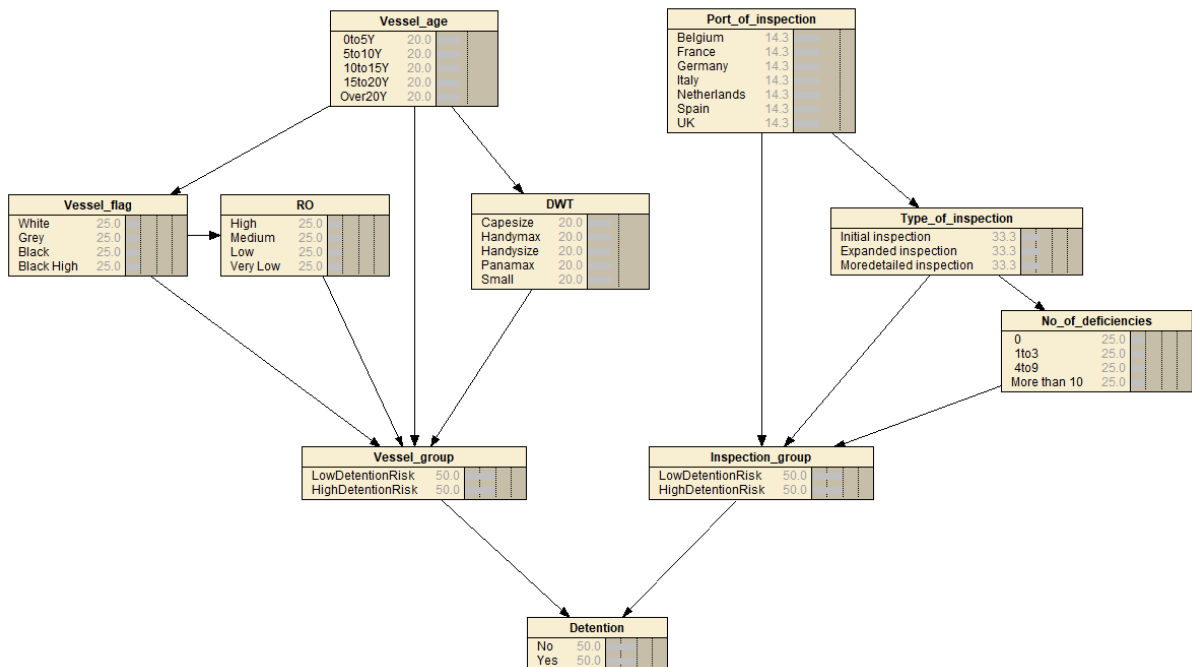 Vessel_age
0to5Y 20.0
5to10Y 20.0
10to15Y 20.0
15to20Y 20.0
Over20Y 20.0
Port_of_inspection
Belgium 14.3
France 14.3
Germany 14.3
Italy 14.3
Netherlands 14.3
Spain 14.3
UK 14.3
Vessel_flag
White 25.0
Grey 25.0
Black 25.0
Black High 25.0
RO
High 25.0
Medium 25.0
Low 25.0
Very Low 25.0
DWT
Capesize 20.0
Handymax 20.0
Handysize 20.0
Panamax 20.0
Small 20.0
Type_of_inspection
Initial inspection 33.3
Expanded inspection 33.3
Moredetailed inspection 33.3
No_of_deficiencies
0 25.0
1to3 25.0
4to9 25.0
More than 10 25.0
Vessel_group
LowDetentionRisk 50.0
HighDetentionRisk 50.0
Inspection_group
LowDetentionRisk 50.0
HighDetentionRisk 50.0
Detention
No 50.0
Yes 50.0